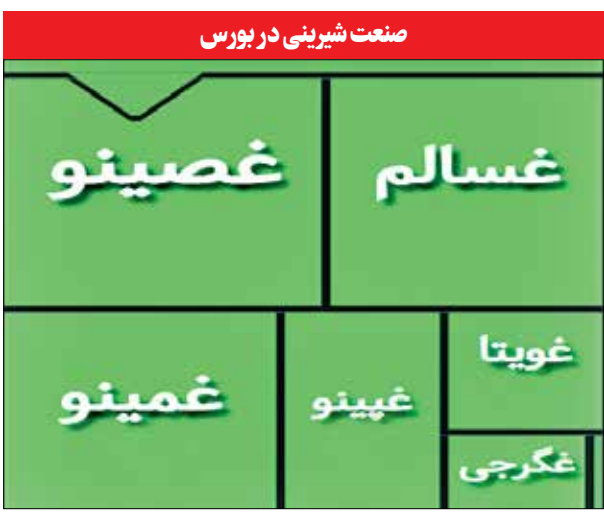 صنعت شیرینی در بورس
غسالم
غصینو
غویتا
غپینو
غمینو
غگرجی